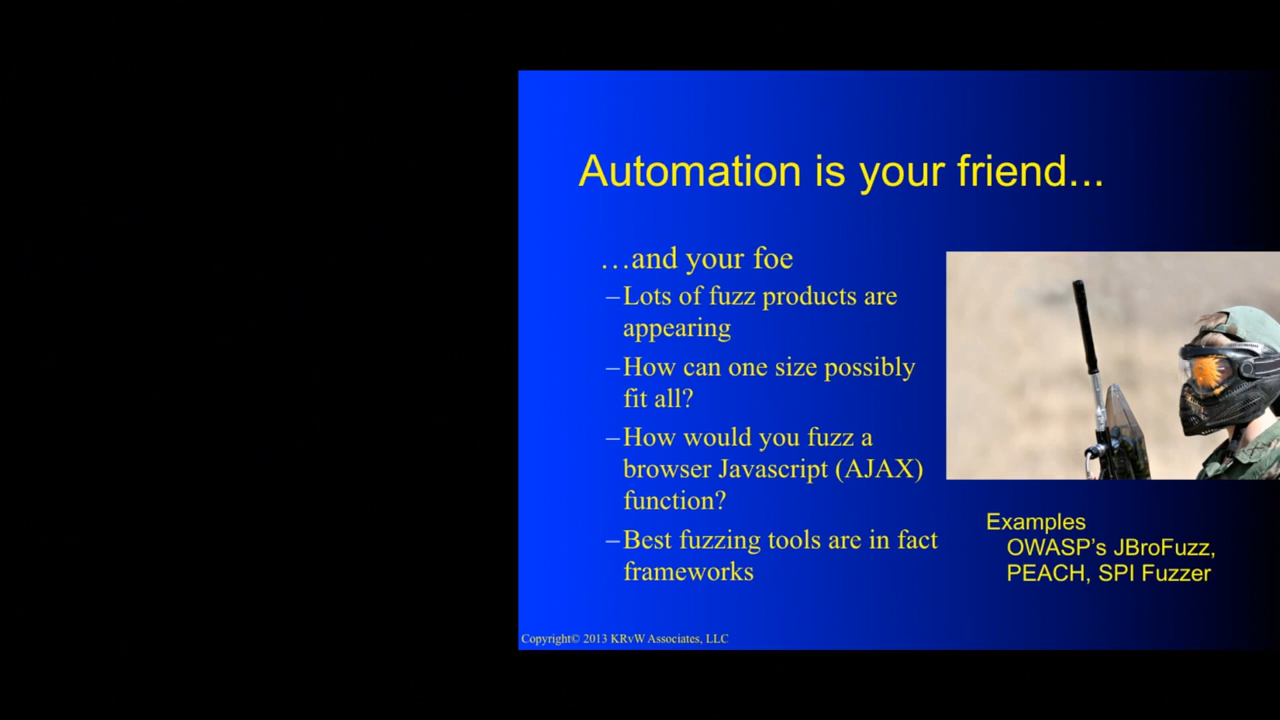 Automation is your friend...
…and your foe
–Lots of fuzz products are
appearing
–How can one size possibly
fit all?
–How would you fuzz a
browser Javascript (AJAX)
function?
–Best fuzzing tools are in fact
frameworks
Examples
OWASP’s JBroFuzz,
PEACH, SPI Fuzzer
Copyright© 2013 KRvW Associates, LLC